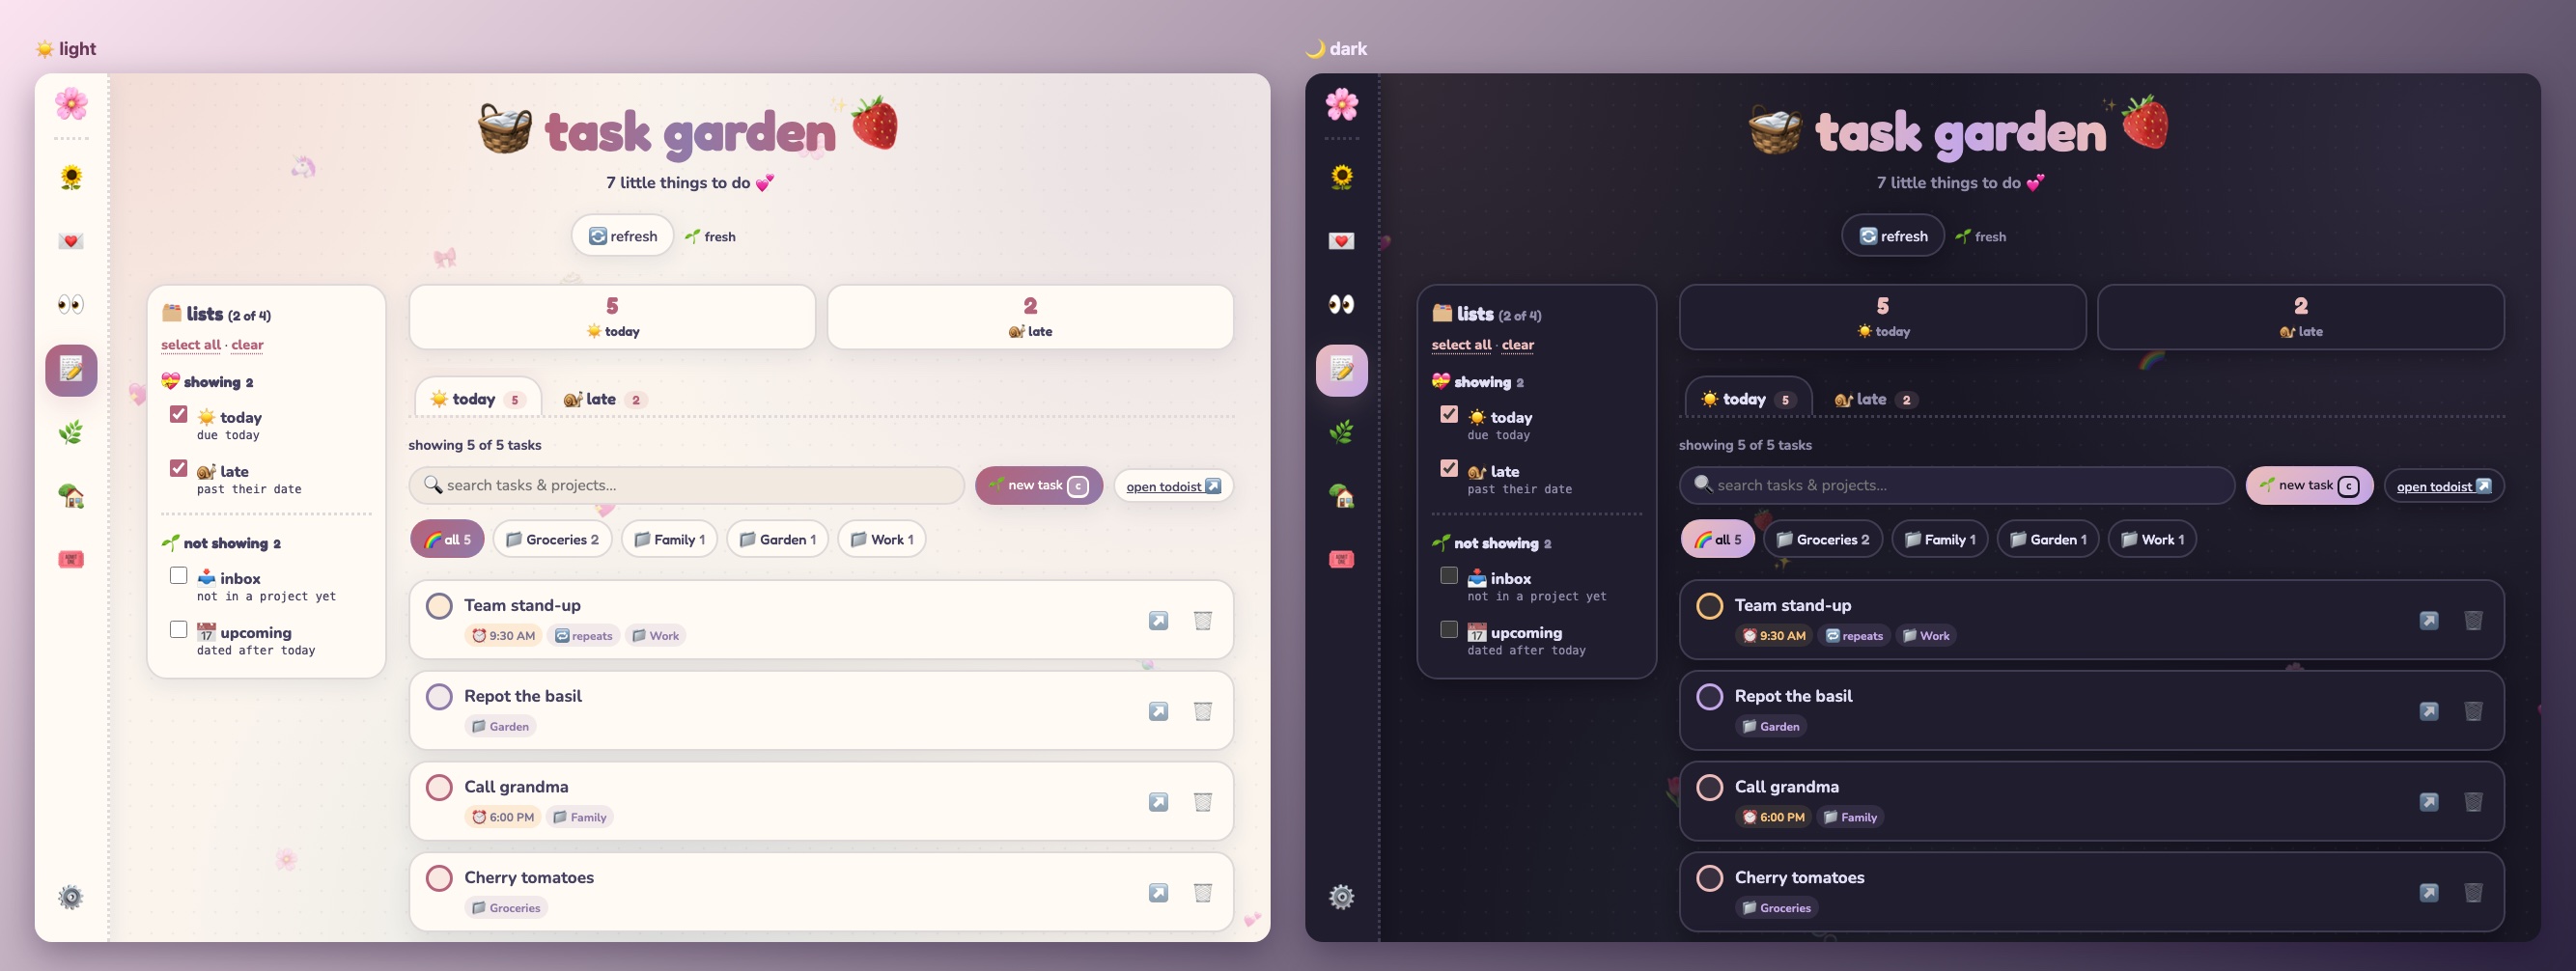 light
task garden
7 little things to do
refresh
fresh
lists (2 of 4)
select all · clear
showing 2
today
due today
late
past their date
not showing 2
inbox
not in a project yet
upcoming
dated after today
5
today
2
late
today 5
late 2
showing 5 of 5 tasks
search tasks & projects...
new task c
open todoist
all 5
Groceries 2
Family 1
Garden 1
Work 1
Team stand-up
9:30 AM
repeats
Work
Repot the basil
Garden
Call grandma
6:00 PM
Family
Cherry tomatoes
Groceries
dark
task garden
7 little things to do
refresh
fresh
lists (2 of 4)
select all · clear
showing 2
today
due today
late
past their date
not showing 2
inbox
not in a project yet
upcoming
dated after today
5
today
2
late
today 5
late 2
showing 5 of 5 tasks
search tasks & projects...
new task c
open todoist
all 5
Groceries 2
Family 1
Garden 1
Work 1
Team stand-up
9:30 AM
repeats
Work
Repot the basil
Garden
Call grandma
6:00 PM
Family
Cherry tomatoes
Groceries